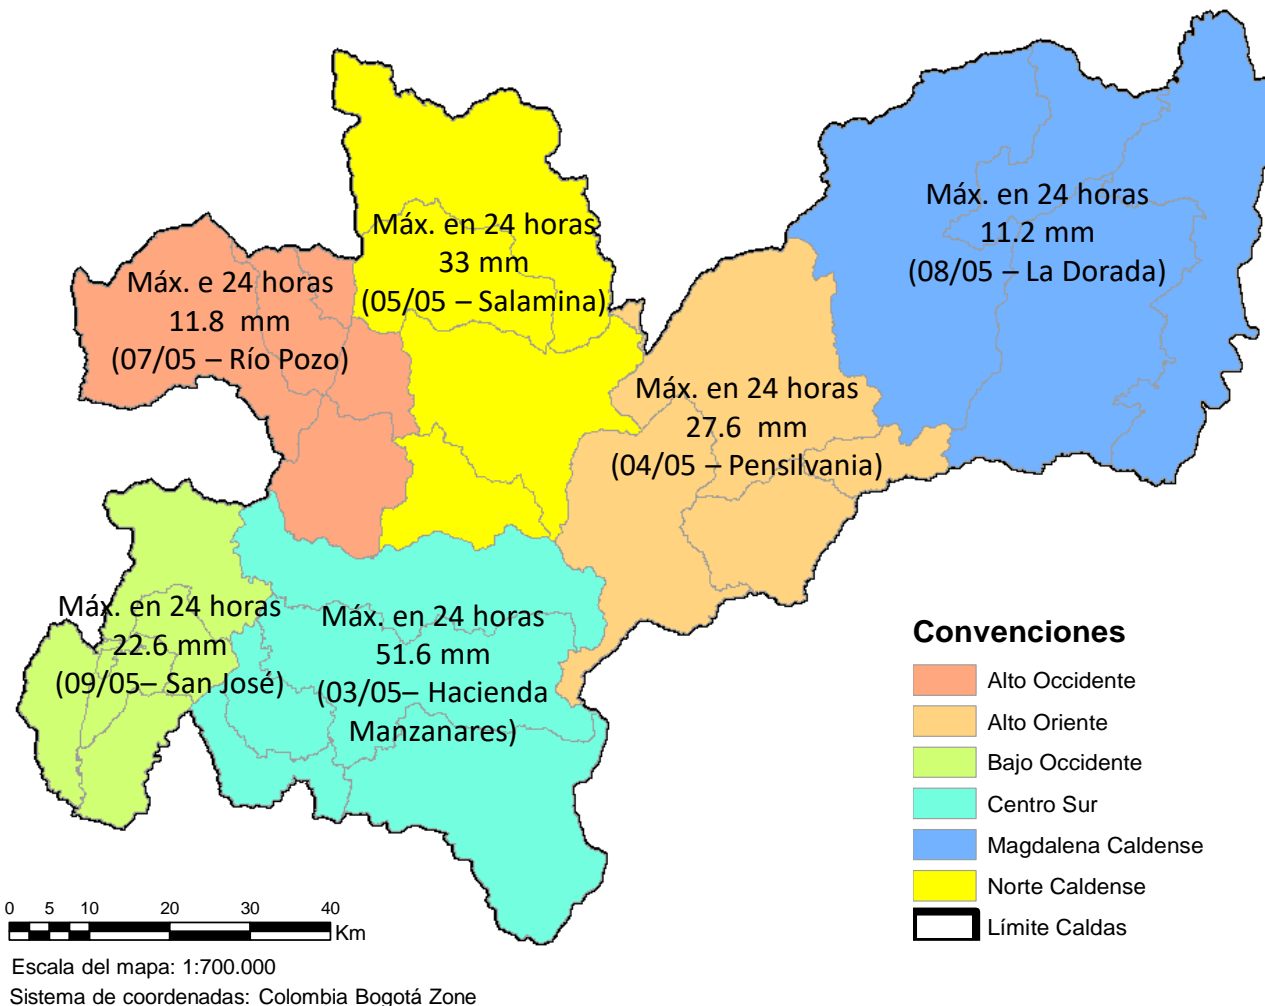 Máx. en 24 horas
33 mm
(05/05 – Salamina)
Máx. en 24 horas
11.2 mm
(08/05 – La Dorada)
Máx. e 24 horas
11.8 mm
(07/05 – Río Pozo)
Máx. en 24 horas
27.6 mm
(04/05 – Pensilvania)
Máx. en 24 horas
22.6 mm
(09/05– San José)
Máx. en 24 horas
51.6 mm
(03/05– Hacienda
Manzanares)
Convenciones
Alto Occidente
Alto Oriente
Bajo Occidente
Centro Sur
Magdalena Caldense
Norte Caldense
Límite Caldas
0 5 10 20 30 40
Km
Escala del mapa: 1:700.000
Sistema de coordenadas: Colombia Bogotá Zone